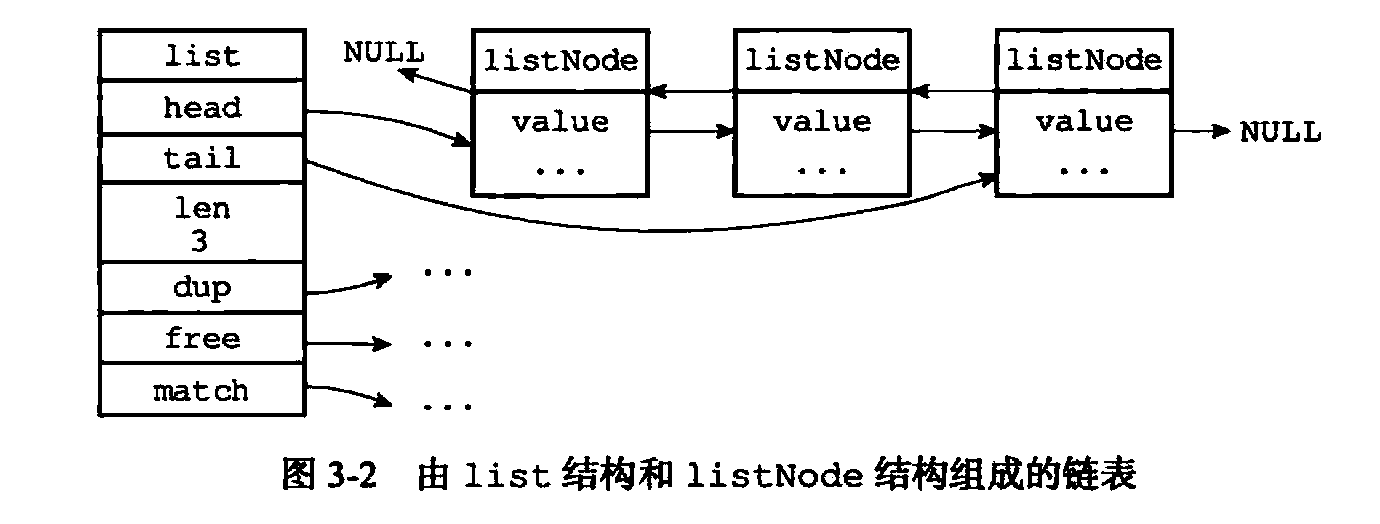 list
head
tail
len
3
dup
free
match
NULL
listNode
value
...
listNode
value
...
listNode
value
...
NULL
...
...
...
图 3-2 由 list 结构和 listNode 结构组成的链表